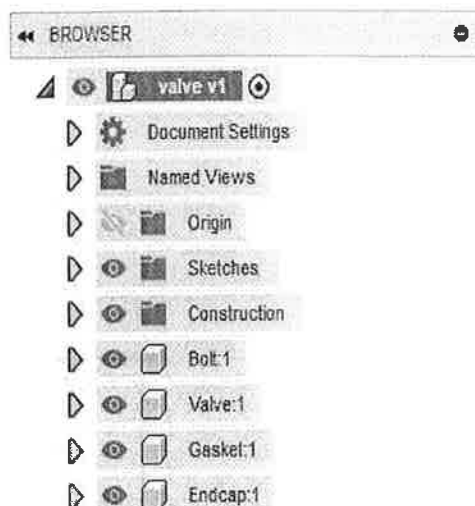 BROWSER
valve v1
Document Settings
Named Views
Origin
Sketches
Construction
Bolt:1
Valve:1
Gasket:1
Endcap:1